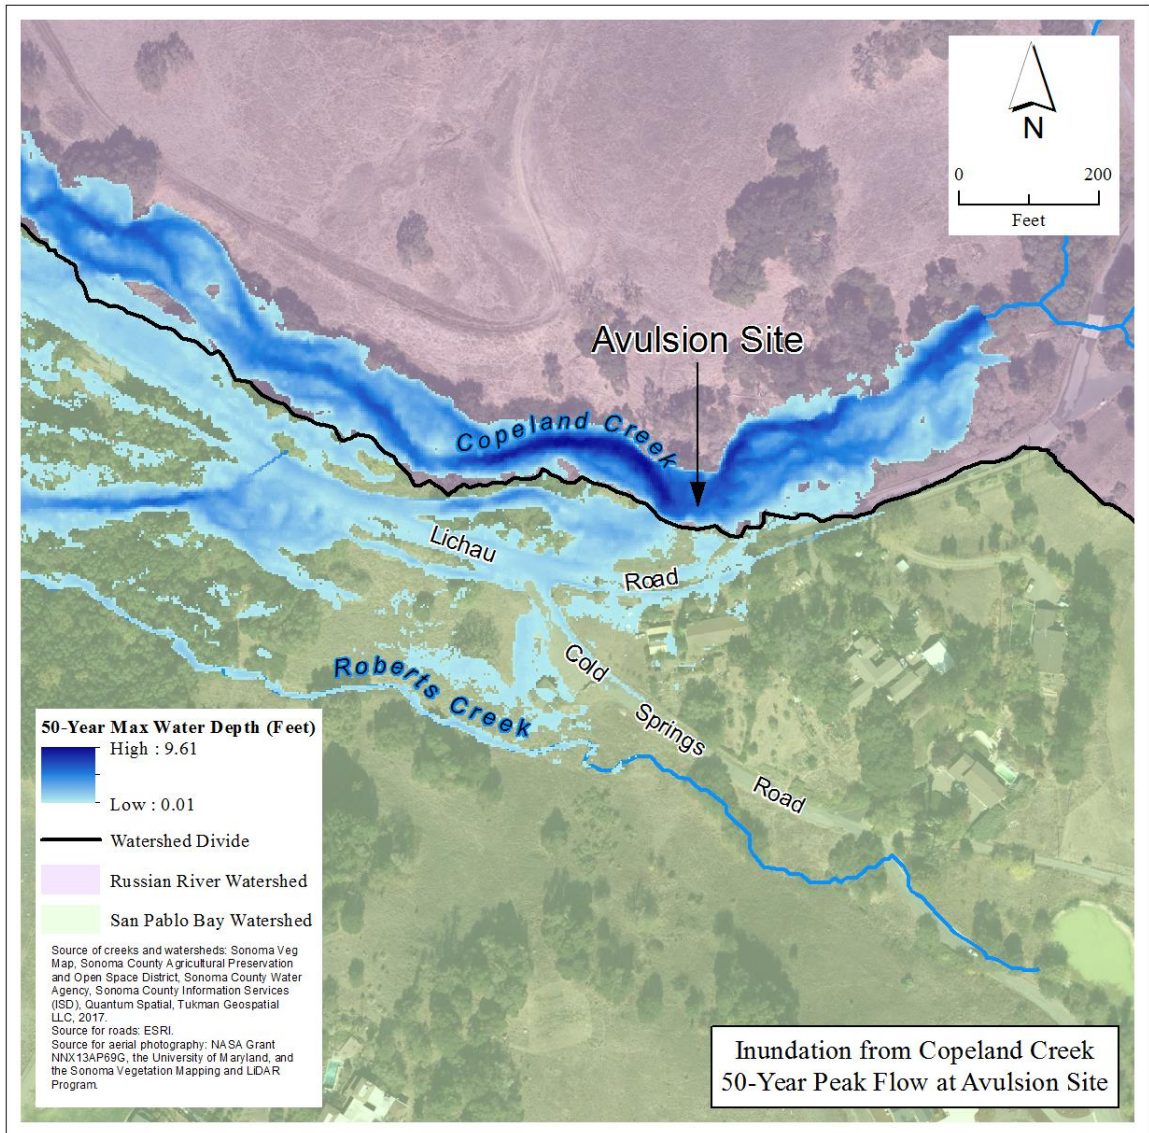 N
0 200
Feet
Avulsion Site
Copeland Creek
Lichau
Road
Cold
Springs
Road
Roberts Creek
50-Year Max Water Depth (Feet)
High : 9.61
Low : 0.01
Watershed Divide
Russian River Watershed
San Pablo Bay Watershed
Source of creeks and watersheds: Sonoma Veg
Map, Sonoma County Agricultural Preservation
and Open Space District, Sonoma County Water
Agency, Sonoma County Information Services
(ISD), Quantum Spatial, Tukman Geospatial
LLC, 2017.
Source for roads: ESRI.
Source for aerial photography: NASA Grant
NNX13AP69G, the University of Maryland, and
the Sonoma Vegetation Mapping and LiDAR
Program.
Inundation from Copeland Creek
50-Year Peak Flow at Avulsion Site